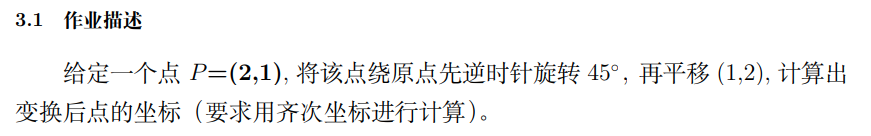 3.1 作业描述
给定一个点 P=(2,1), 将该点绕原点先逆时针旋转 45°, 再平移 (1,2), 计算出
变换后点的坐标（要求用齐次坐标进行计算）。